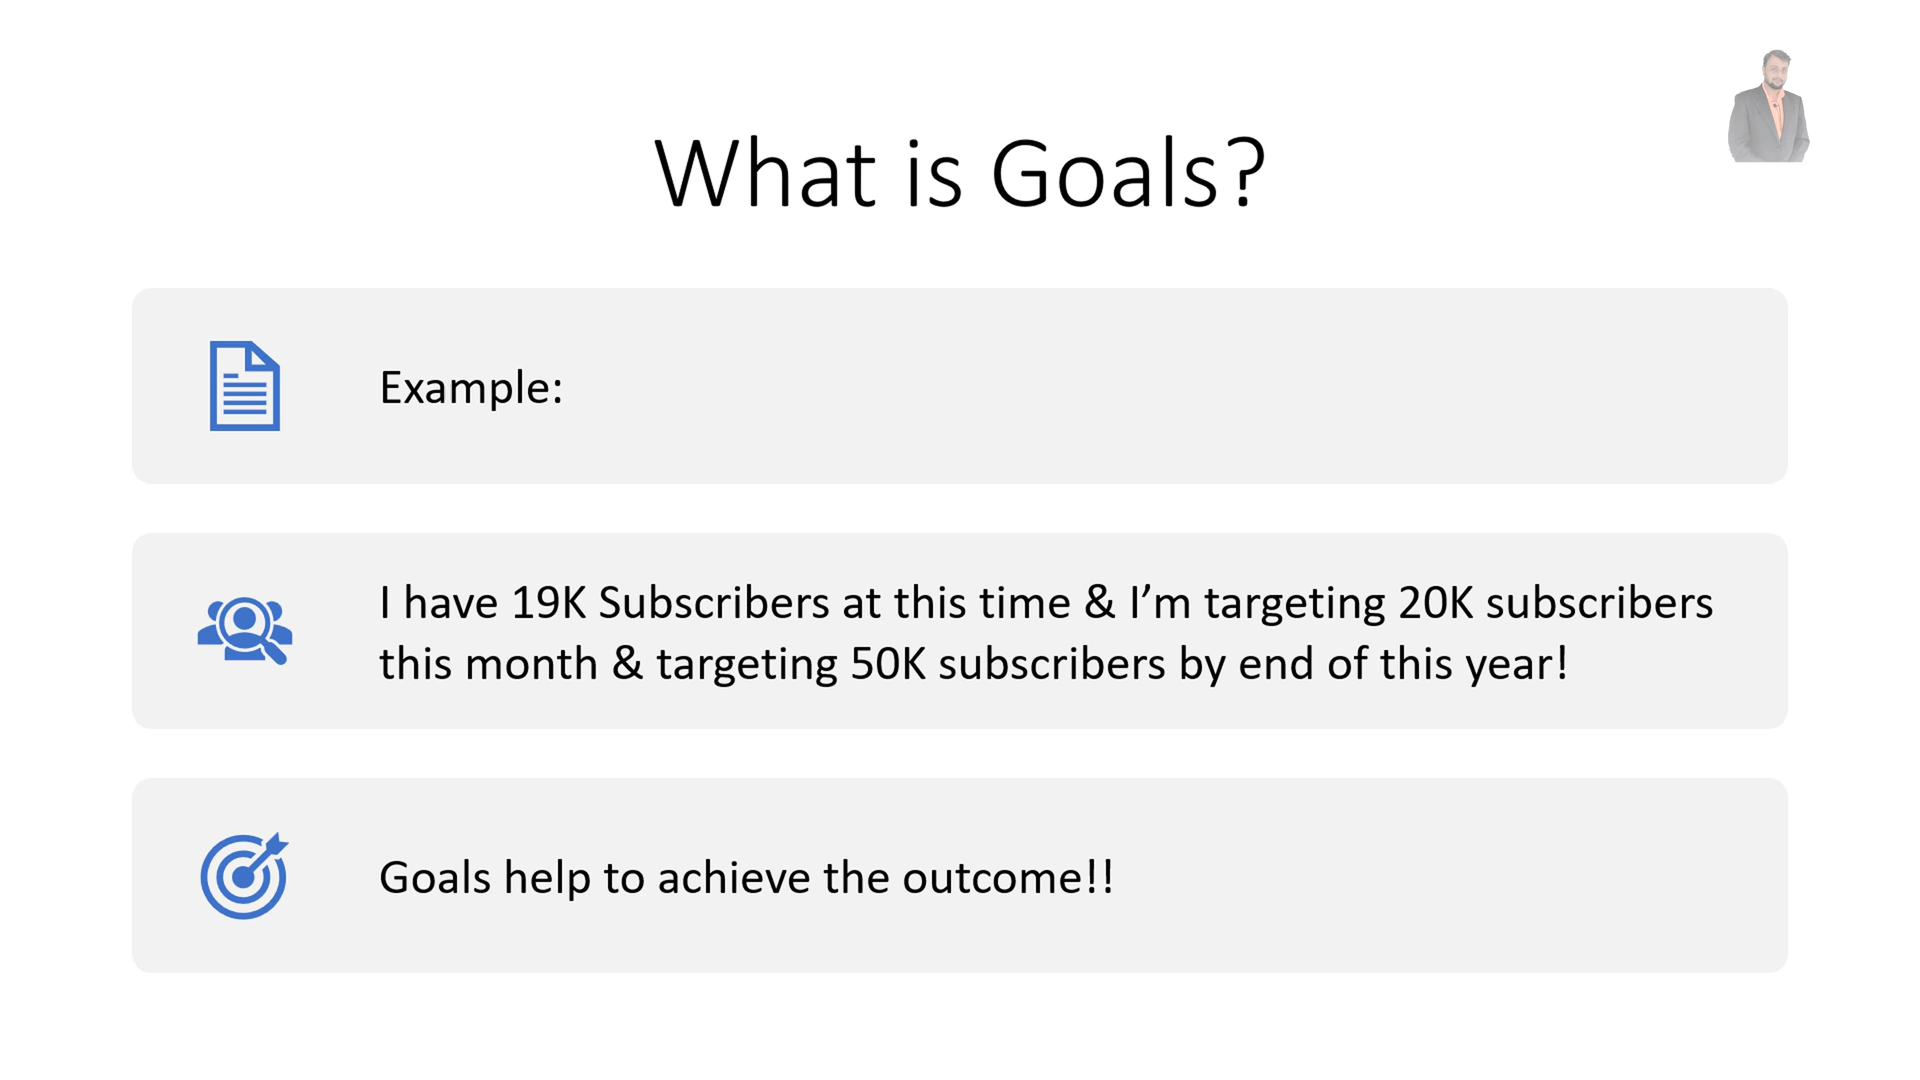 What is Goals?
Example:
I have 19K Subscribers at this time & I’m targeting 20K subscribers
this month & targeting 50K subscribers by end of this year!
Goals help to achieve the outcome!!